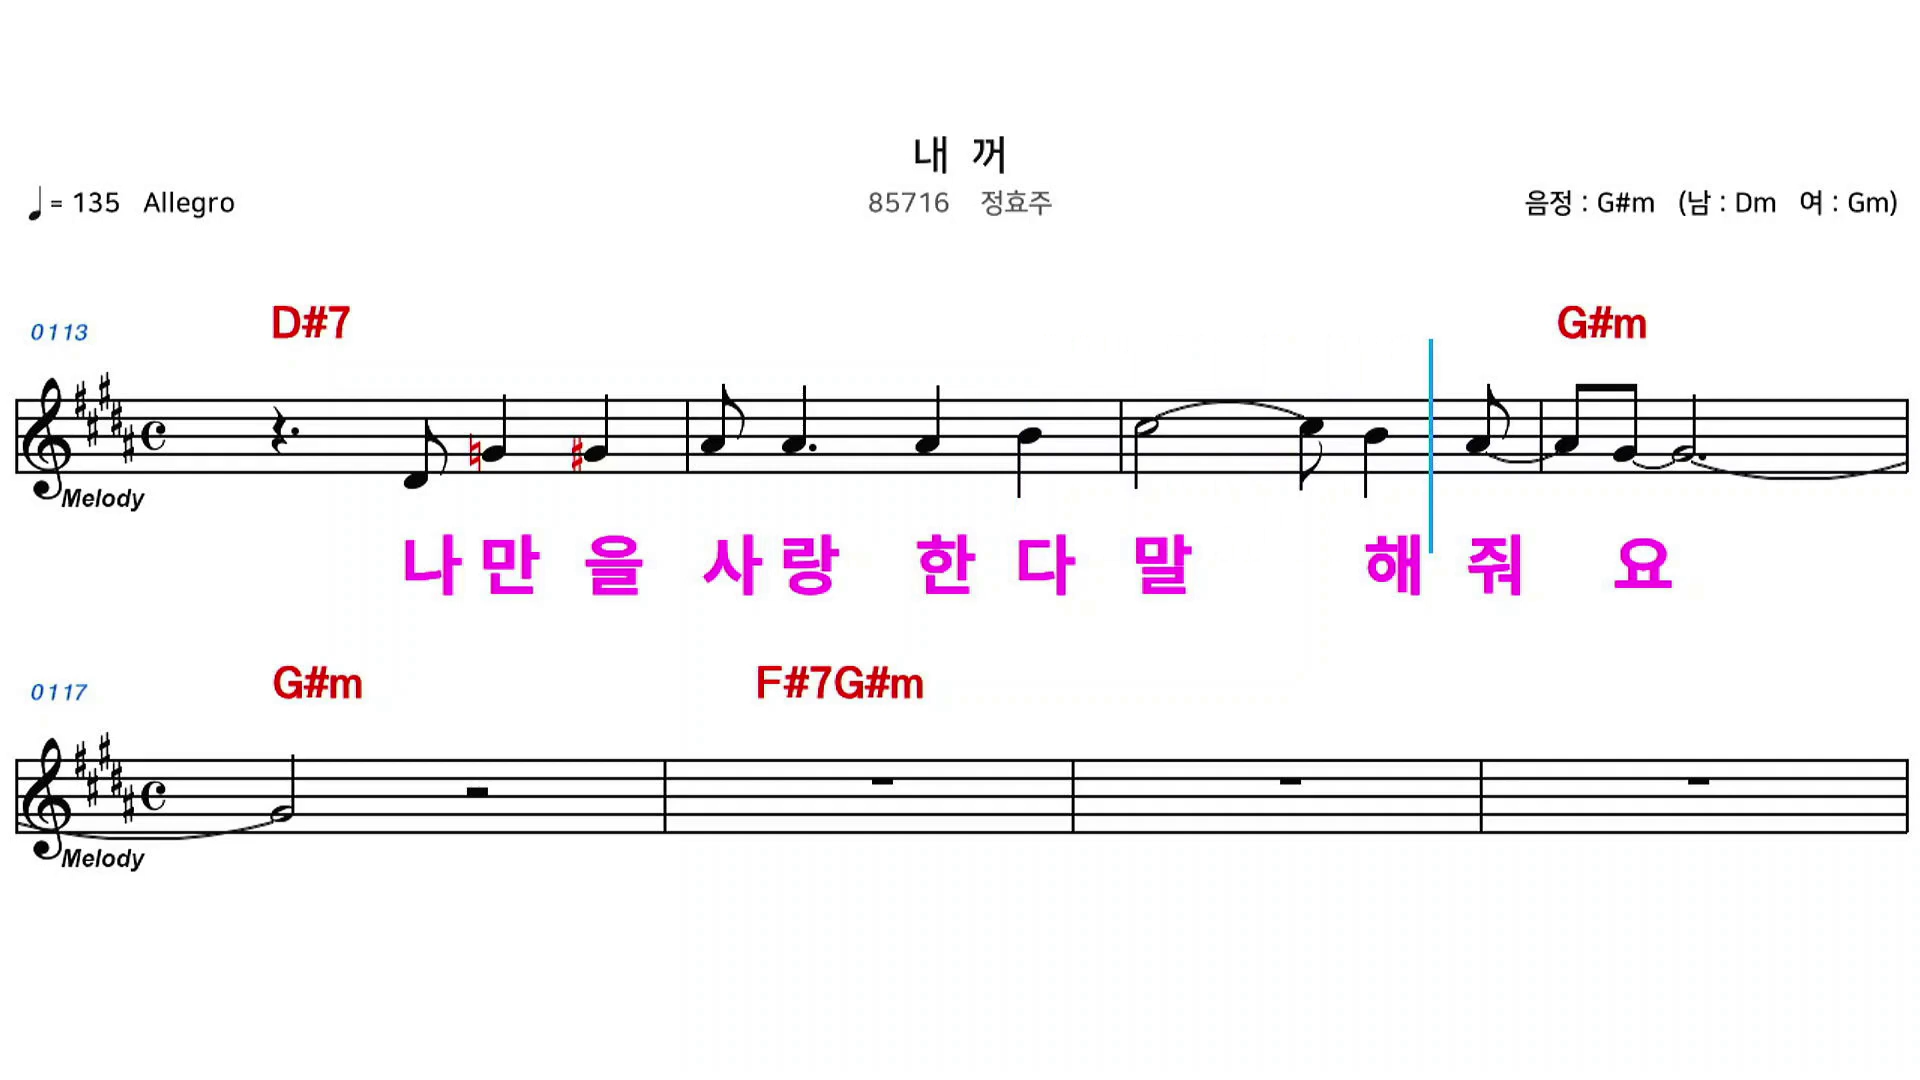 내 꺼
♩= 135 Allegro
85716 정효주
음정 : G#m (남 : Dm 여 : Gm)
0113 D#7 G#m
Melody
나 만 을 사 랑 한 다 말 해 줘 요
0117 G#m F#7G#m
Melody